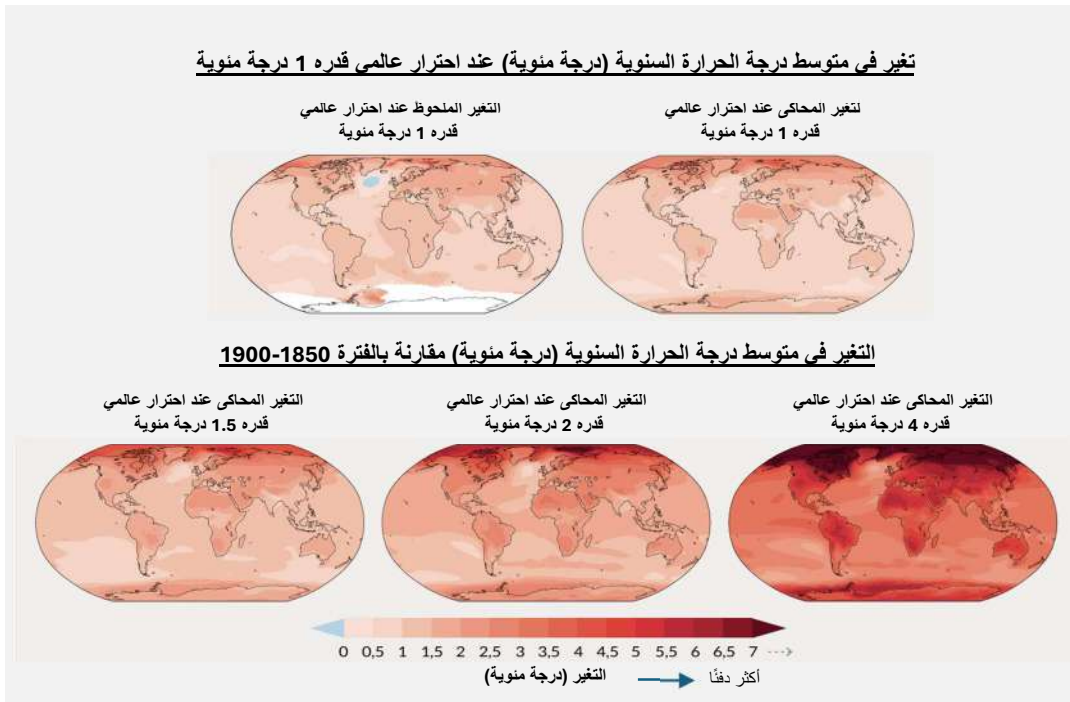 تغير في متوسط درجة الحرارة السنوية (درجة مئوية) عند احترار عالمي قدره 1 درجة مئوية
لتغير المحاكى عند احترار عالمي
قدره 1 درجة مئوية
التغير الملحوظ عند احترار عالمي
قدره 1 درجة مئوية
التغير في متوسط درجة الحرارة السنوية (درجة مئوية) مقارنة بالفترة 1850-1900
التغير المحاكى عند احترار عالمي
قدره 4 درجة مئوية
التغير المحاكى عند احترار عالمي
قدره 2 درجة مئوية
التغير المحاكى عند احترار عالمي
قدره 1.5 درجة مئوية
0 0,5 1 1,5 2 2,5 3 3,5 4 4,5 5 5,5 6 6,5 7
أكثر دفئًا
التغير (درجة مئوية)